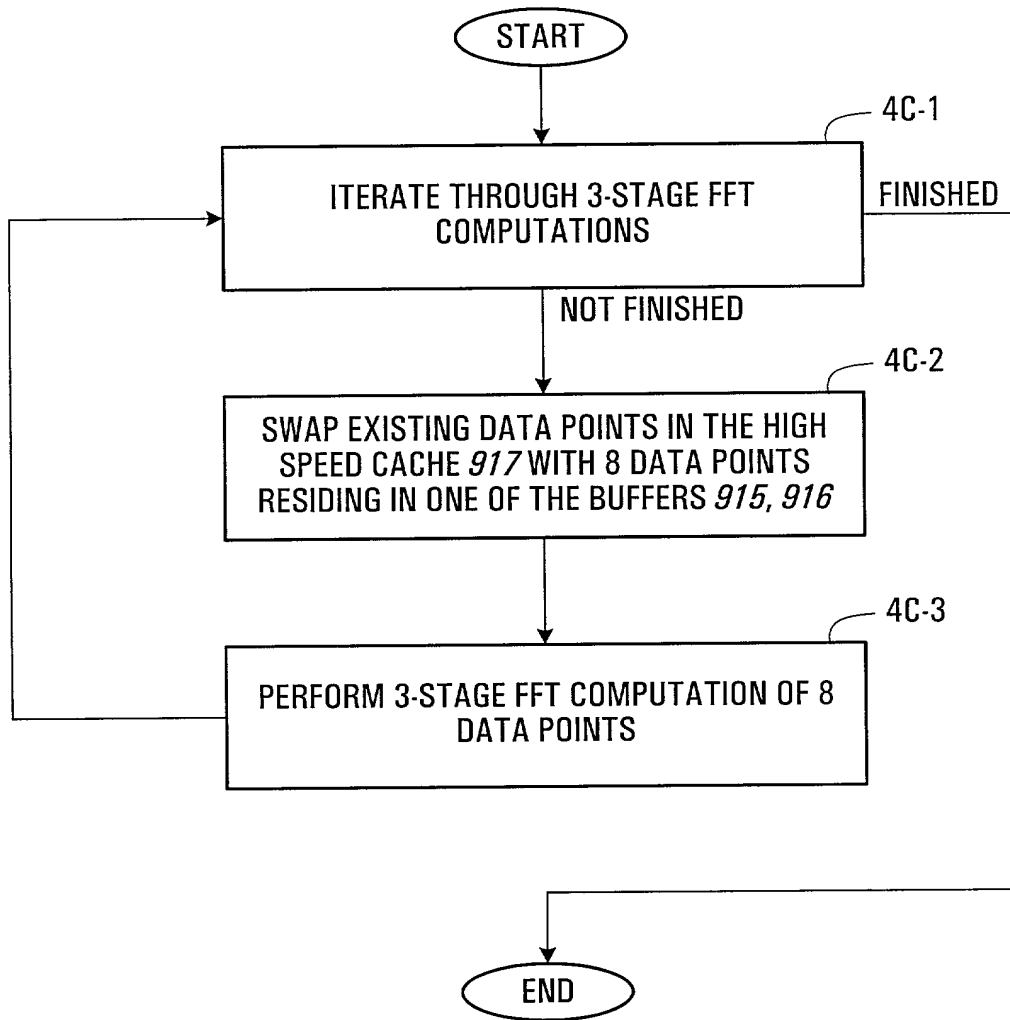 START
4C-1
ITERATE THROUGH 3-STAGE FFT
COMPUTATIONS
FINISHED
NOT FINISHED
4C-2
SWAP EXISTING DATA POINTS IN THE HIGH
SPEED CACHE 917 WITH 8 DATA POINTS
RESIDING IN ONE OF THE BUFFERS 915, 916
4C-3
PERFORM 3-STAGE FFT COMPUTATION OF 8
DATA POINTS
END